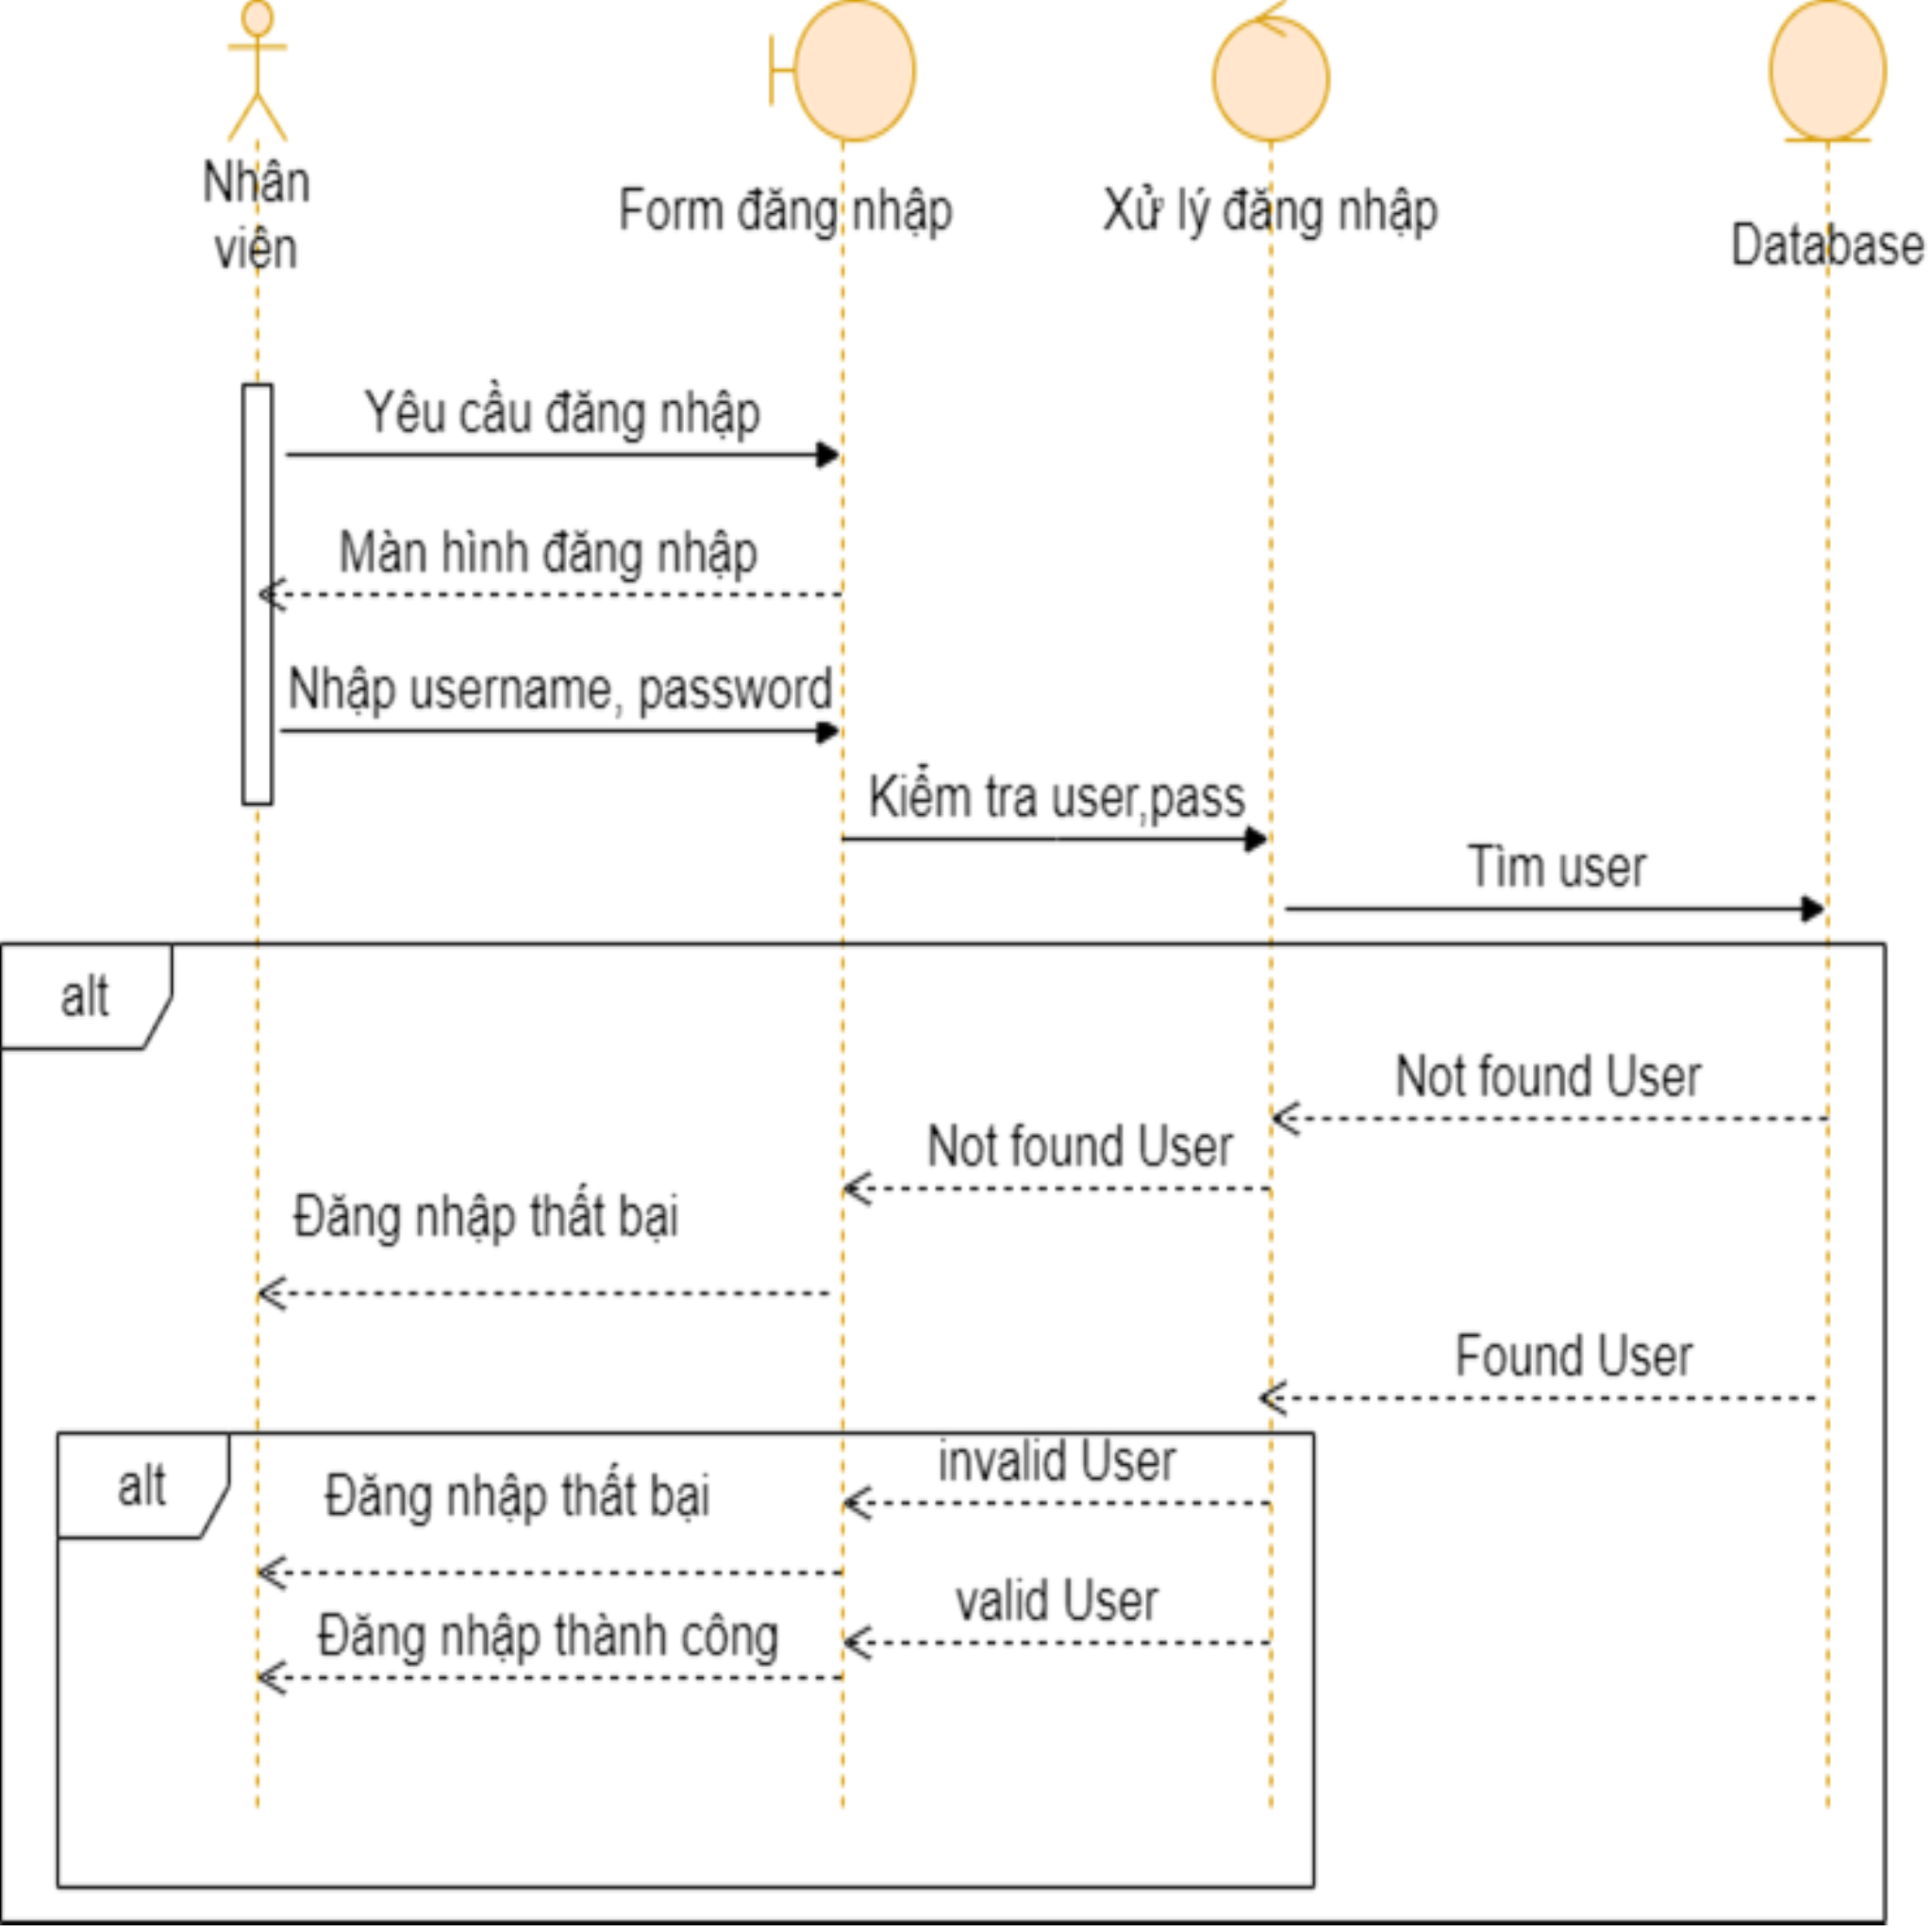 Nhân
viên
Form đăng nhập
Xử lý đăng nhập
Database
Yêu cầu đăng nhập
Màn hình đăng nhập
Nhập username, password
Kiểm tra user,pass
Tìm user
alt
Not found User
Not found User
Đăng nhập thất bại
Found User
alt
invalid User
Đăng nhập thất bại
valid User
Đăng nhập thành công